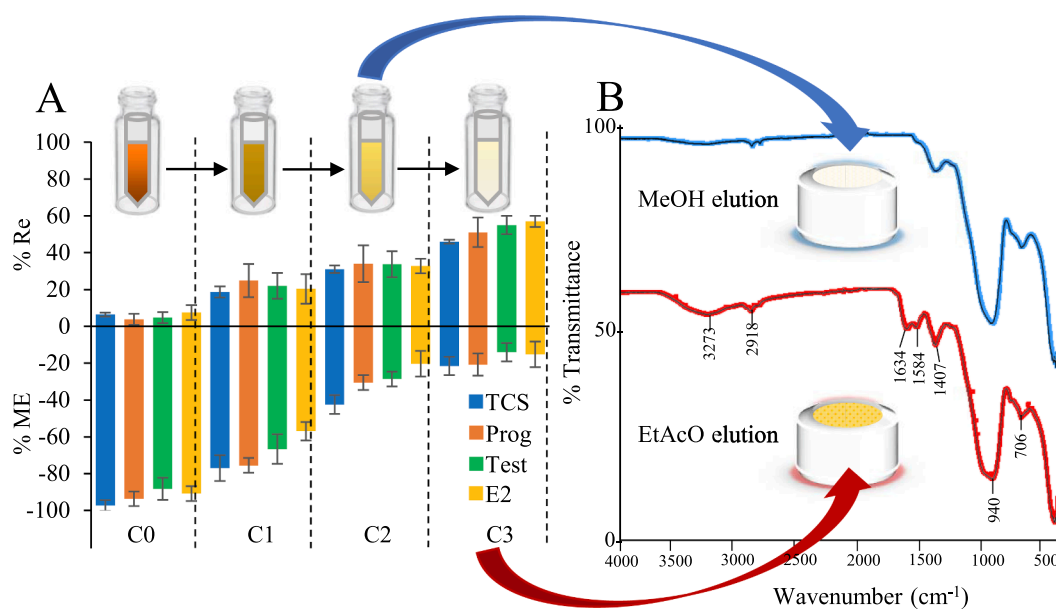 A
100
80
60
40
20
0
-20
-40
-60
-80
-100
% Re
% ME
TCS
Prog
Test
E2
C0 C1 C2 C3
B
100
50
0
% Transmittance
MeOH elution
EtAcO elution
3273
2918
1634
1584
1407
940
706
4000 3500 3000 2500 2000 1500 1000 500
Wavenumber (cm-1)